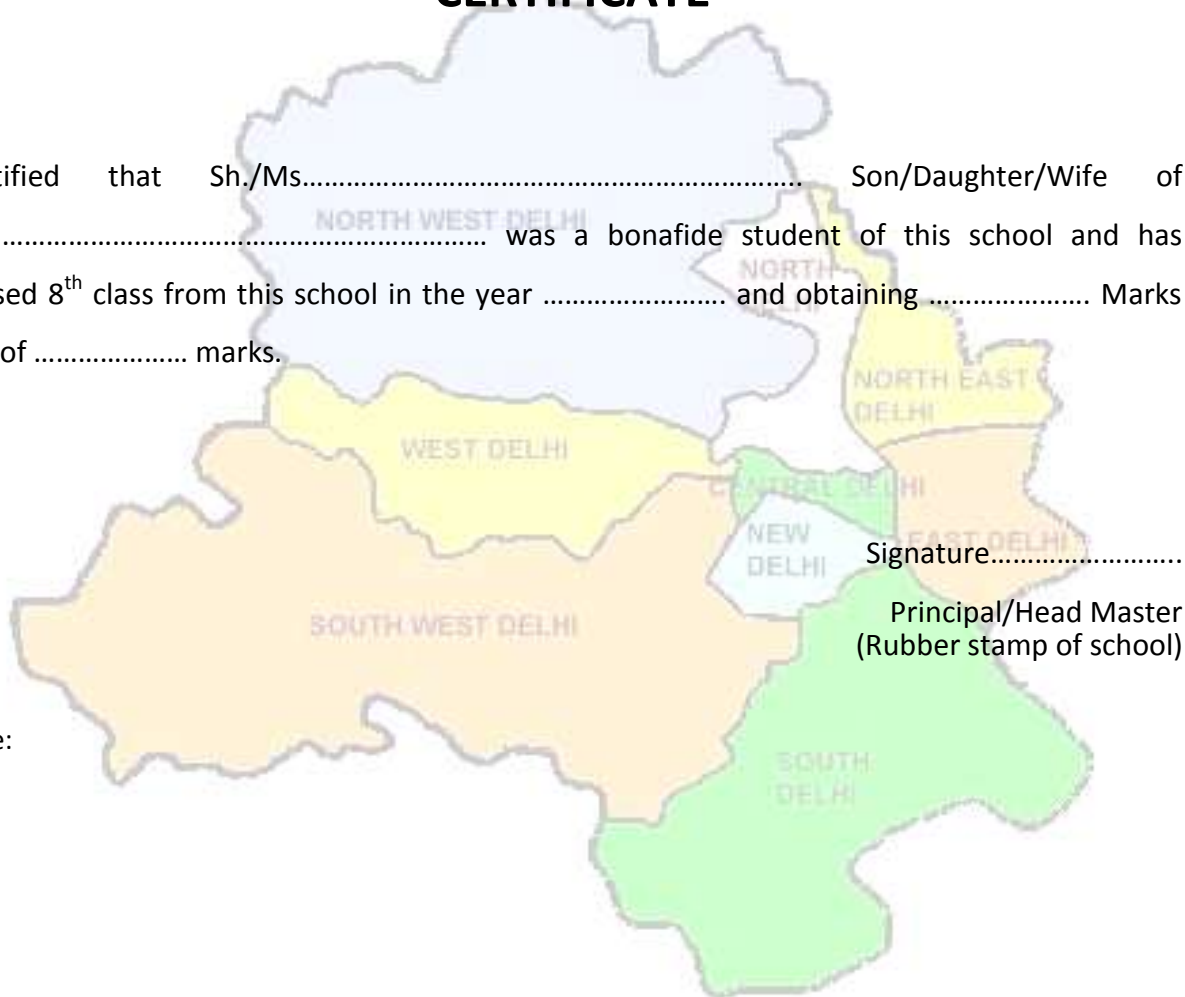 CERTIFICATE
tified that Sh./Ms………………………………………………………………………….. Son/Daughter/Wife of
………………………………………………………………………… was a bonafide student of this school and has
sed 8th class from this school in the year ……………………. and obtaining …………………. Marks
of ………………… marks.
NORTH WEST DELHI
NORTH DELHI
NORTH EAST DELHI
WEST DELHI
CENTRAL DELHI
NEW DELHI
EAST DELHI
Signature……………………..
Principal/Head Master
(Rubber stamp of school)
SOUTH WEST DELHI
e:
SOUTH DELHI